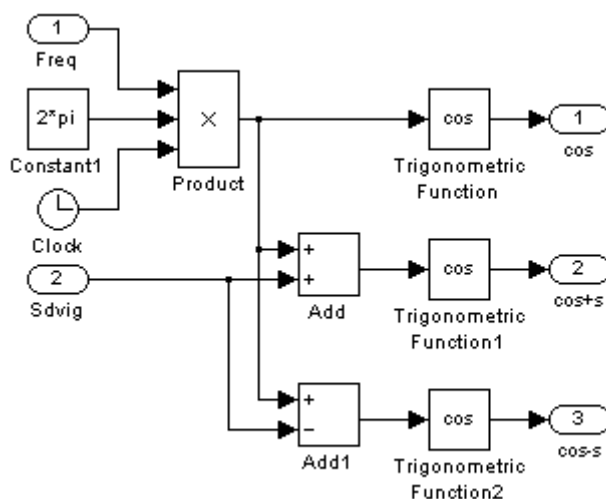 1
Freq
2*pi
Constant1
×
Product
Clock
2
Sdvig
cos
Trigonometric
Function
1
cos
+
+
Add
cos
Trigonometric
Function1
2
cos+s
+
−
Add1
cos
Trigonometric
Function2
3
cos-s